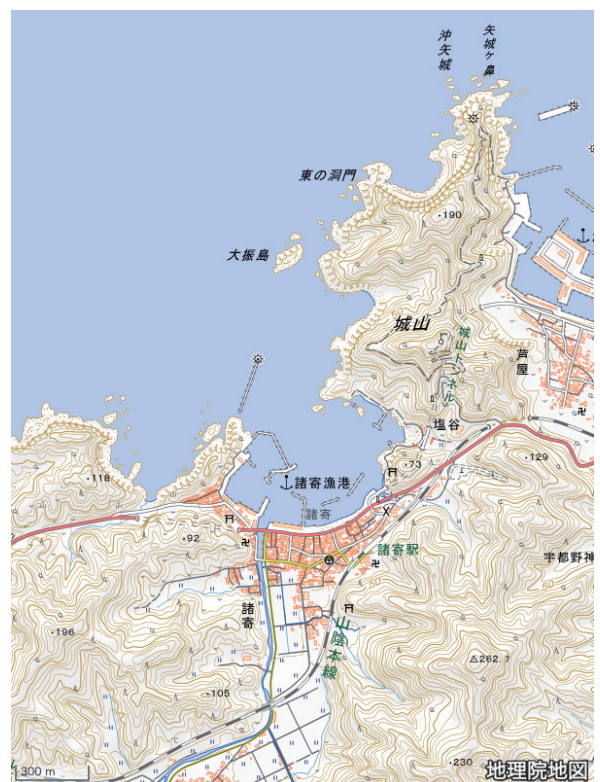 沖矢城
矢城ヶ鼻
東の洞門
・190
大振島
城山
城山トンネル
芦屋
塩谷
・118
・73
・129
諸寄漁港
諸寄
・92
諸寄駅
宇都野神
諸寄
山陰本線
・196
262.7
・105
・230
300 m
地理院地図